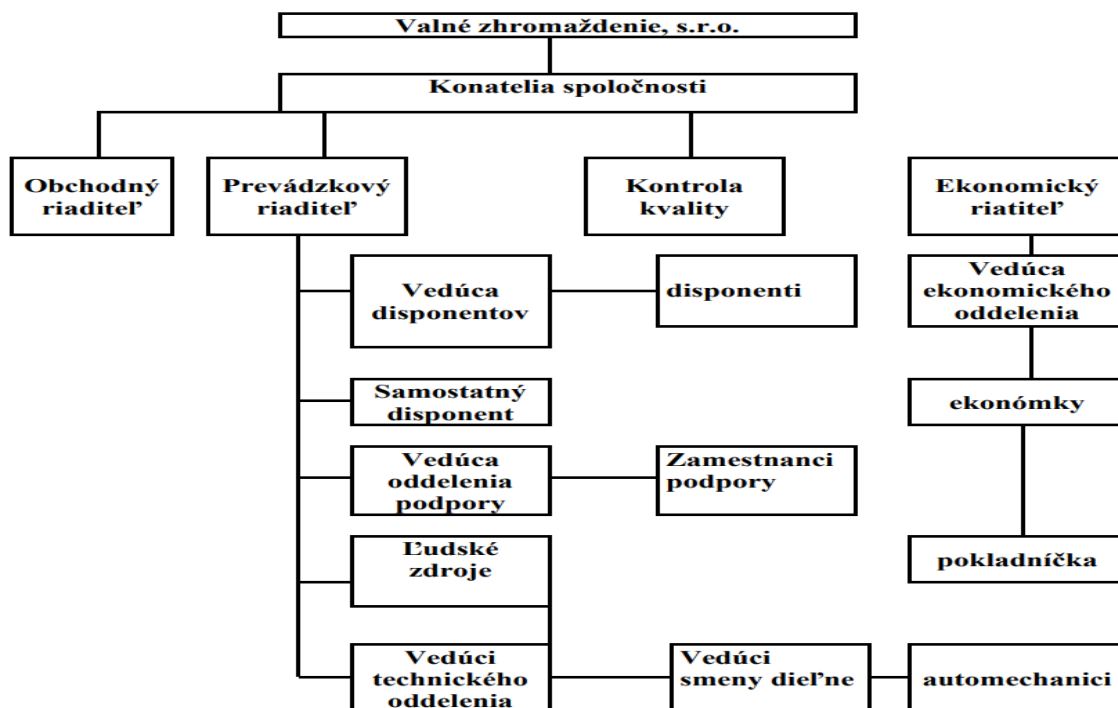 Valné zhromaždenie, s.r.o.
Konatelia spoločnosti
Obchodný
riaditeľ
Prevádzkový
riaditeľ
Kontrola
kvality
Ekonomický
riatiteľ
Vedúca
disponentov
disponenti
Vedúca
ekonomického
oddelenia
Samostatný
disponent
ekonómky
Vedúca
oddelenia
podpory
Zamestnanci
podpory
Ľudské
zdroje
pokladníčka
Vedúci
technického
oddelenia
Vedúci
smeny dieľne
automechanici